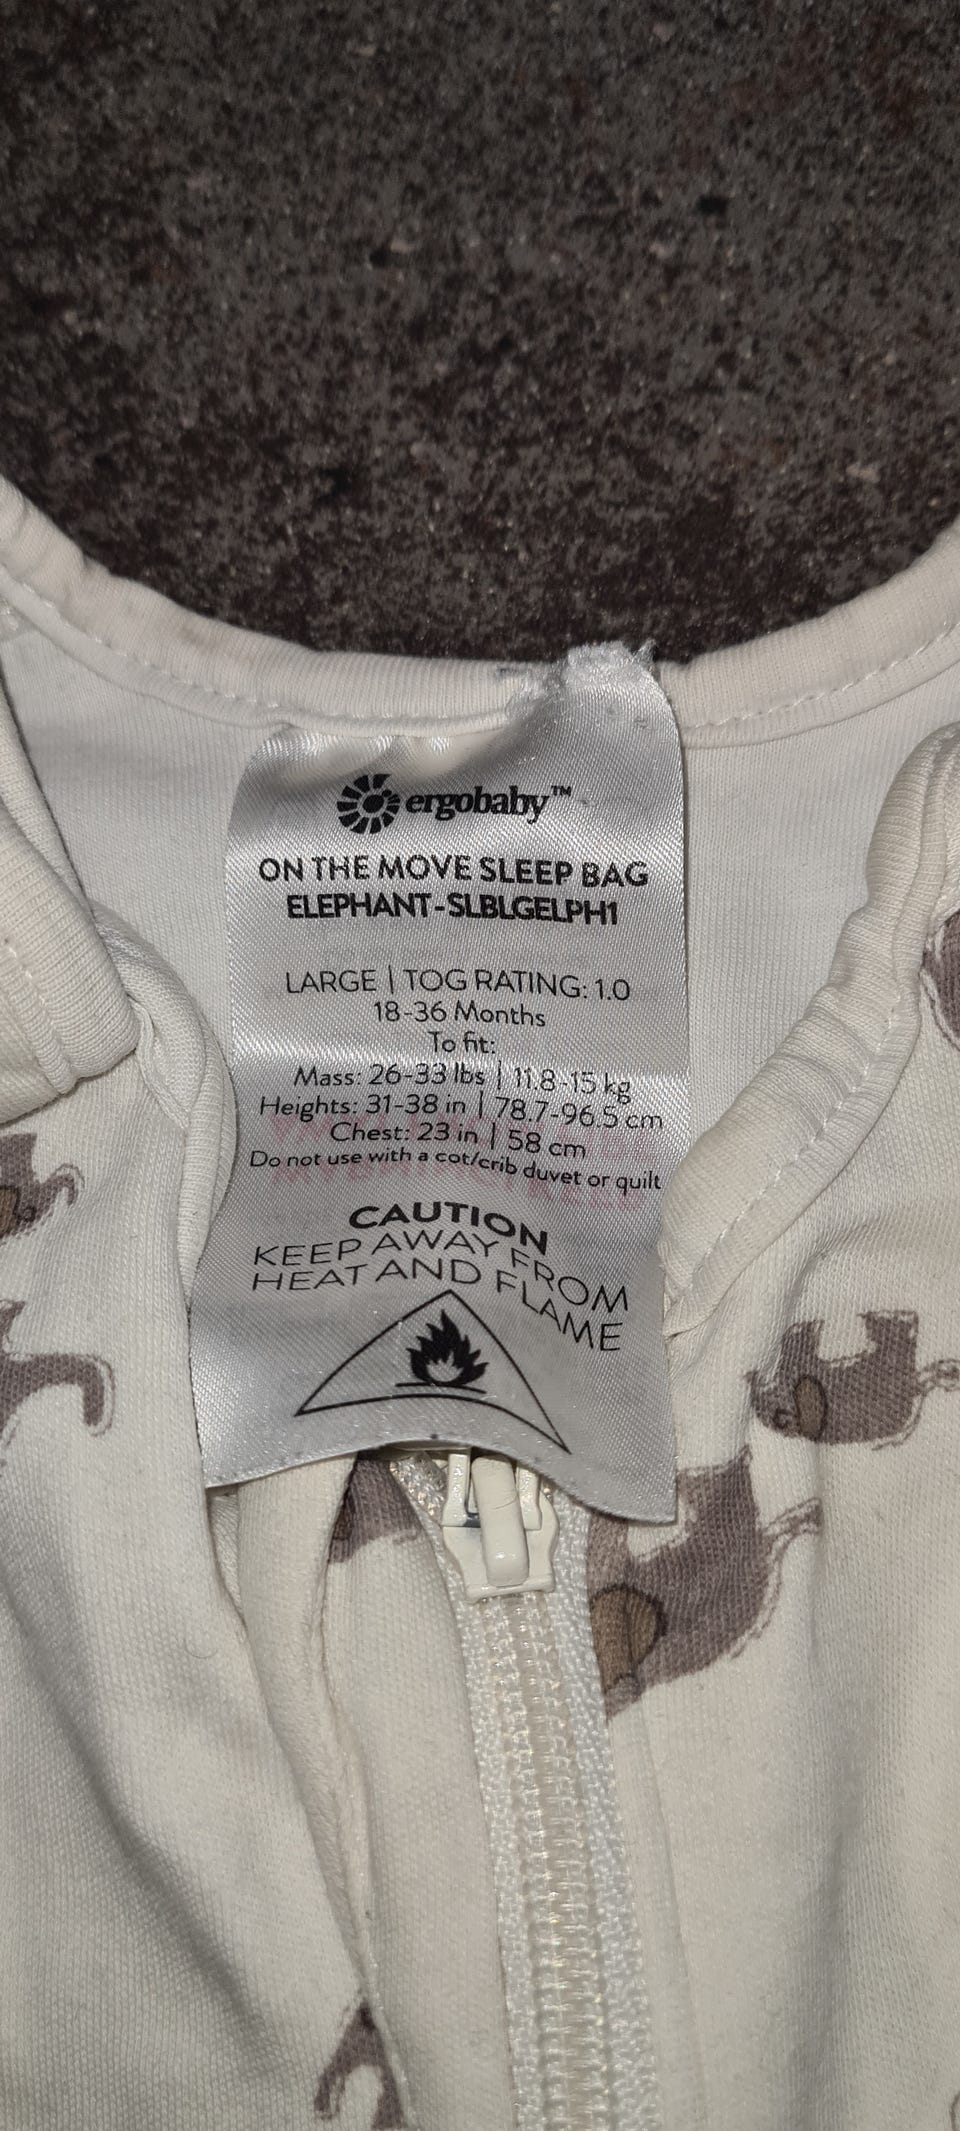 ergobaby™
ON THE MOVE SLEEP BAG
ELEPHANT-SLBLGELPH1
LARGE | TOG RATING: 1.0
18-36 Months
To fit:
Mass: 26-33 lbs | 11.8-15 kg
Heights: 31-38 in | 78.7-96.5 cm
Chest: 23 in | 58 cm
Do not use with a cot/crib duvet or quilt
CAUTION
KEEP AWAY FROM
HEAT AND FLAME